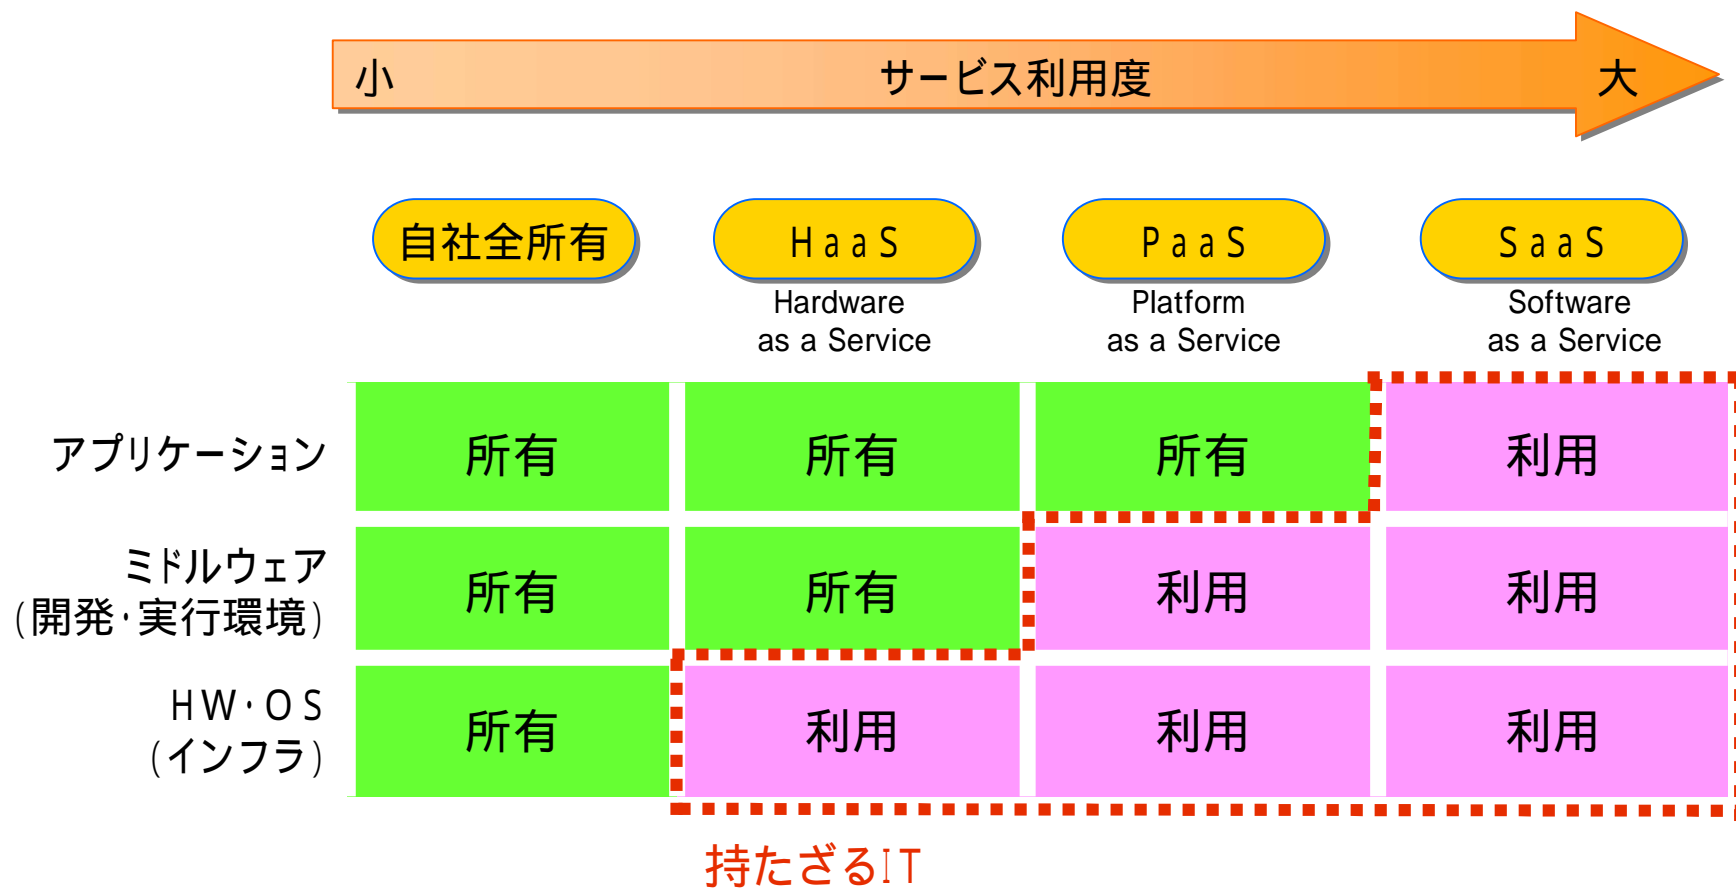 小 サービス利用度 大
自社全所有 HaaS PaaS SaaS
Hardware Platform Software
as a Service as a Service as a Service
アプリケーション 所有 所有 所有 利用
ミドルウェア
(開発・実行環境) 所有 所有 利用 利用
HW・OS
(インフラ) 所有 利用 利用 利用
持たざるIT